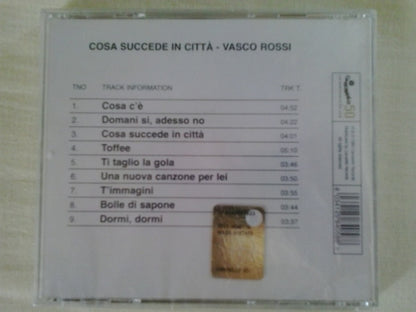 COSA SUCCEDE IN CITTÀ - VASCO ROSSI
TNO TRACK INFORMATION TRK T.
1. Cosa c'è 04:52
2. Domani sì, adesso no 04:22
3. Cosa succede in città 04:01
4. Toffee 05:10
5. Ti taglio la gola 03:46
6. Una nuova canzone per lei 03:50
7. T'immagini 03:55
8. Bolle di sapone 03:44
9. Dormi, dormi 03:37
50